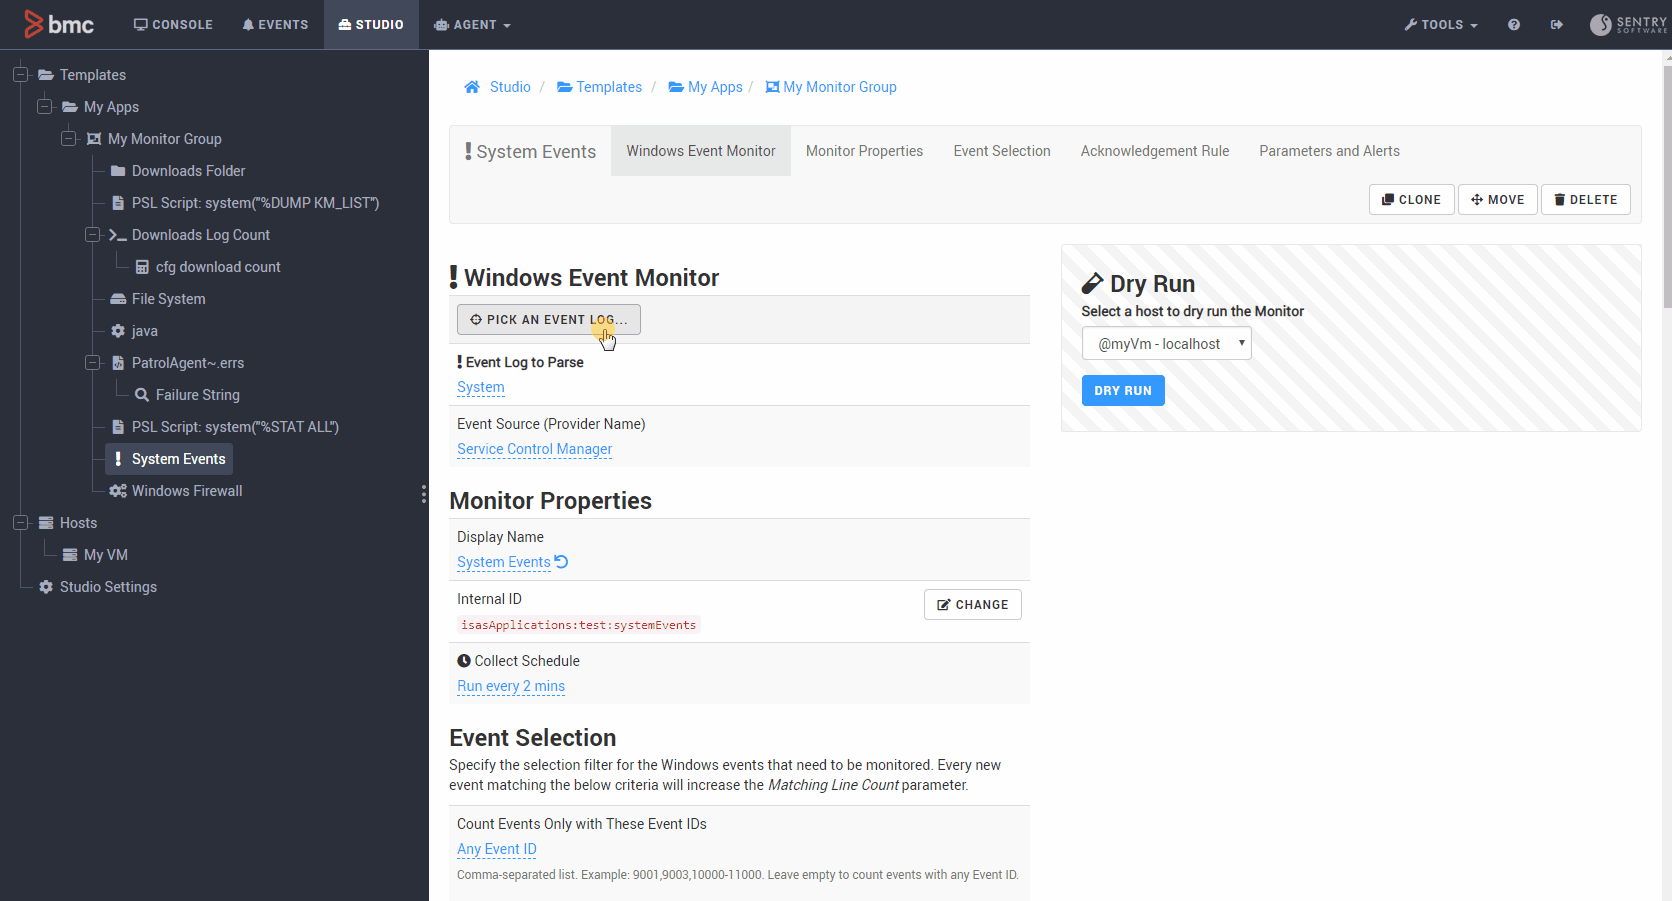 bmc CONSOLE EVENTS STUDIO AGENT TOOLS SENTRY SOFTWARE
Templates
My Apps
My Monitor Group
Downloads Folder
PSL Script: system("%DUMP KM_LIST")
Downloads Log Count
cfg download count
File System
java
PatrolAgent~.errs
Failure String
PSL Script: system("%STAT ALL")
System Events
Windows Firewall
Hosts
My VM
Studio Settings
Studio / Templates / My Apps / My Monitor Group
System Events Windows Event Monitor Monitor Properties Event Selection Acknowledgement Rule Parameters and Alerts
CLONE MOVE DELETE
Windows Event Monitor
PICK AN EVENT LOG...
Event Log to Parse
System
Event Source (Provider Name)
Service Control Manager
Monitor Properties
Display Name
System Events
Internal ID
isasApplications:test:systemEvents
CHANGE
Collect Schedule
Run every 2 mins
Event Selection
Specify the selection filter for the Windows events that need to be monitored. Every new
event matching the below criteria will increase the Matching Line Count parameter.
Count Events Only with These Event IDs
Any Event ID
Comma-separated list. Example: 9001,9003,10000-11000. Leave empty to count events with any Event ID.
Dry Run
Select a host to dry run the Monitor
@myVm - localhost
DRY RUN